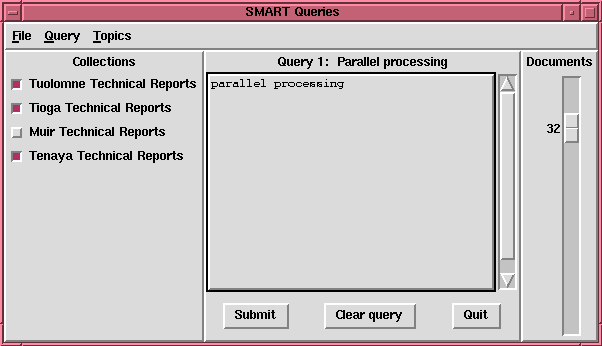 SMART Queries
File Query Topics
Collections
Tuolomne Technical Reports
Tioga Technical Reports
Muir Technical Reports
Tenaya Technical Reports
Query 1: Parallel processing
parallel processing
Submit Clear query Quit
Documents
32